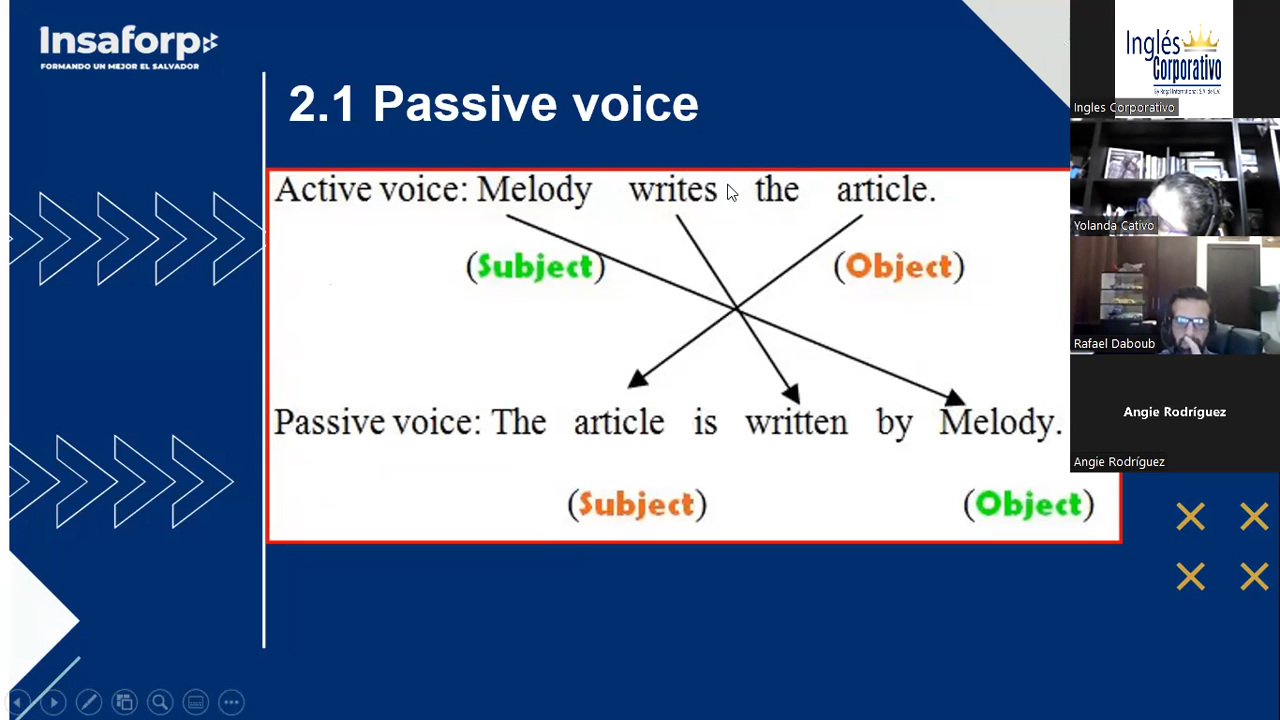 Insaforp
FORMANDO UN MEJOR EL SALVADOR
2.1 Passive voice
Active voice: Melody writes the article.
(Subject) (Object)
Passive voice: The article is written by Melody.
(Subject) (Object)
Inglés
Corporativo
Ingles Corporativo
Yolanda Cativo
Rafael Daboub
Angie Rodríguez
Angie Rodríguez